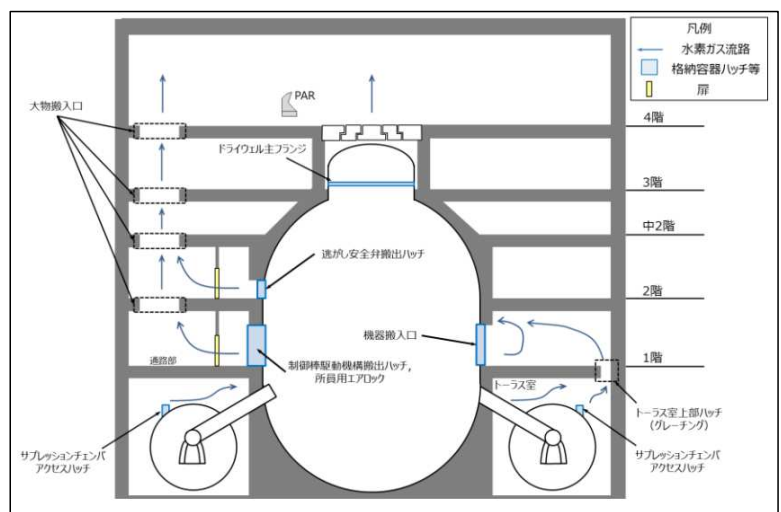 凡例
水素ガス流路
格納容器ハッチ等
扉
大物搬入口
PAR
4階
ドライウェル主フランジ
3階
中2階
逃がし安全弁搬出ハッチ
2階
機器搬入口
通路部
制御棒駆動機構搬出ハッチ,
所員用エアロック
1階
トーラス室
トーラス室上部ハッチ
(グレーチング)
サプレッションチェンバ
アクセスハッチ
サプレッションチェンバ
アクセスハッチ